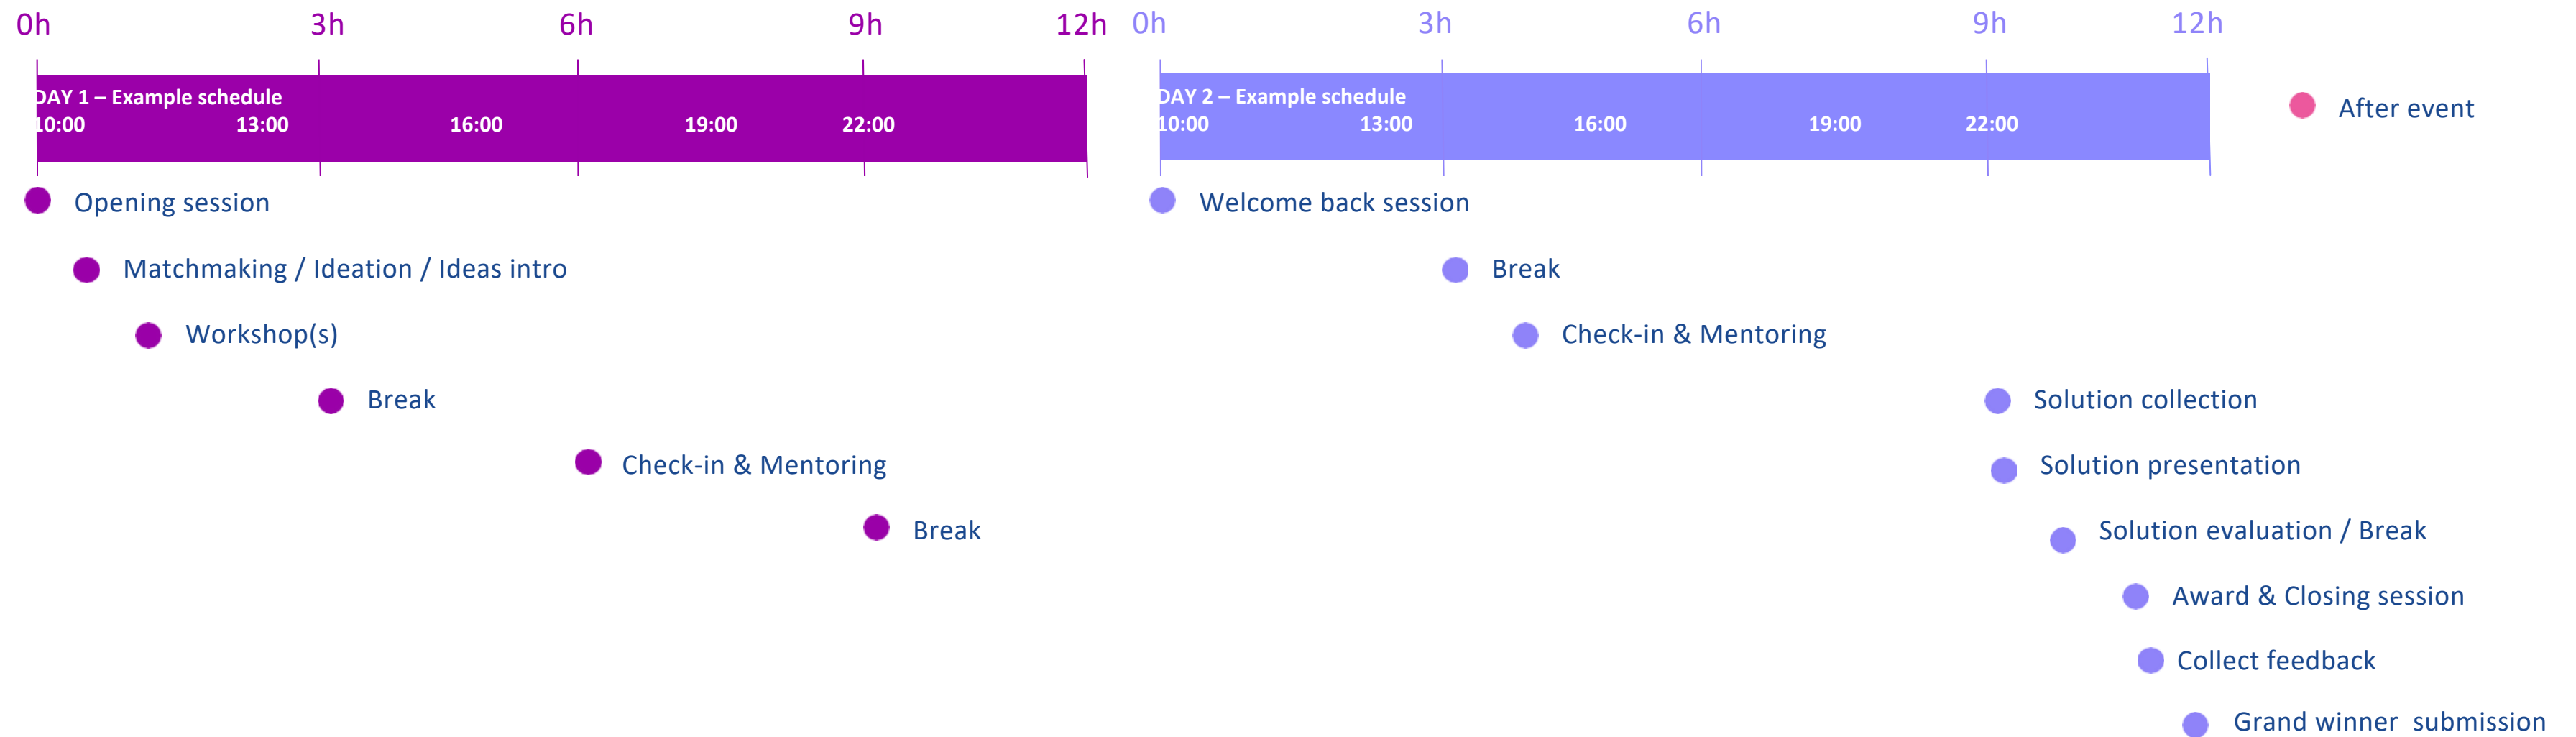 0h 3h 6h 9h 12h
DAY 1 – Example schedule
10:00 13:00 16:00 19:00 22:00
Opening session
Matchmaking / Ideation / Ideas intro
Workshop(s)
Break
Check-in & Mentoring
Break
0h 3h 6h 9h 12h
DAY 2 – Example schedule
10:00 13:00 16:00 19:00 22:00
Welcome back session
Break
Check-in & Mentoring
Solution collection
Solution presentation
Solution evaluation / Break
Award & Closing session
Collect feedback
Grand winner  submission
After event